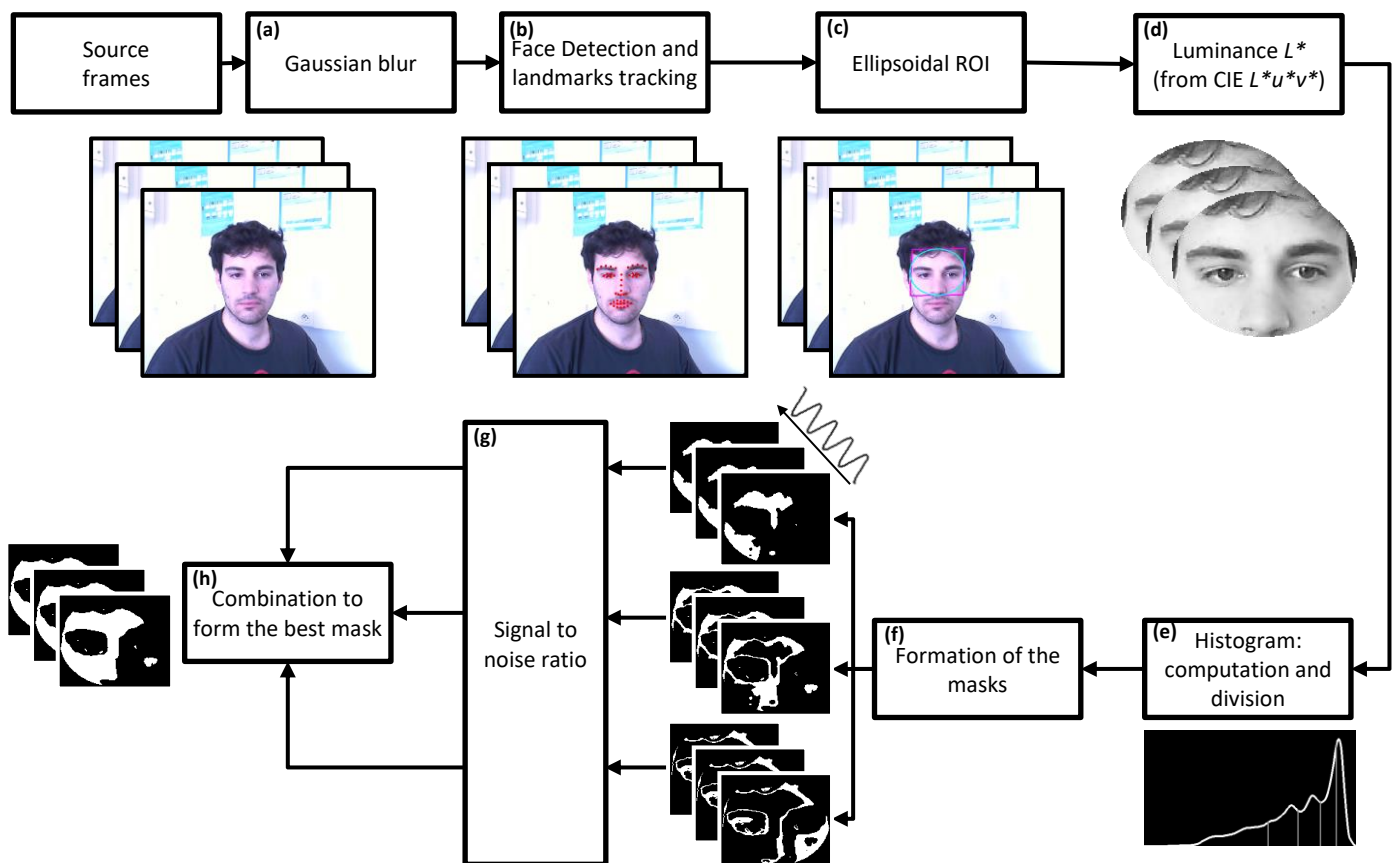 Source
frames
(a)
Gaussian blur
(b)
Face Detection and
landmarks tracking
(c)
Ellipsoidal ROI
(d)
Luminance L*
(from CIE L*u*v*)
(e)
Histogram:
computation and
division
(f)
Formation of the
masks
(g)
Signal to
noise ratio
(h)
Combination to
form the best mask